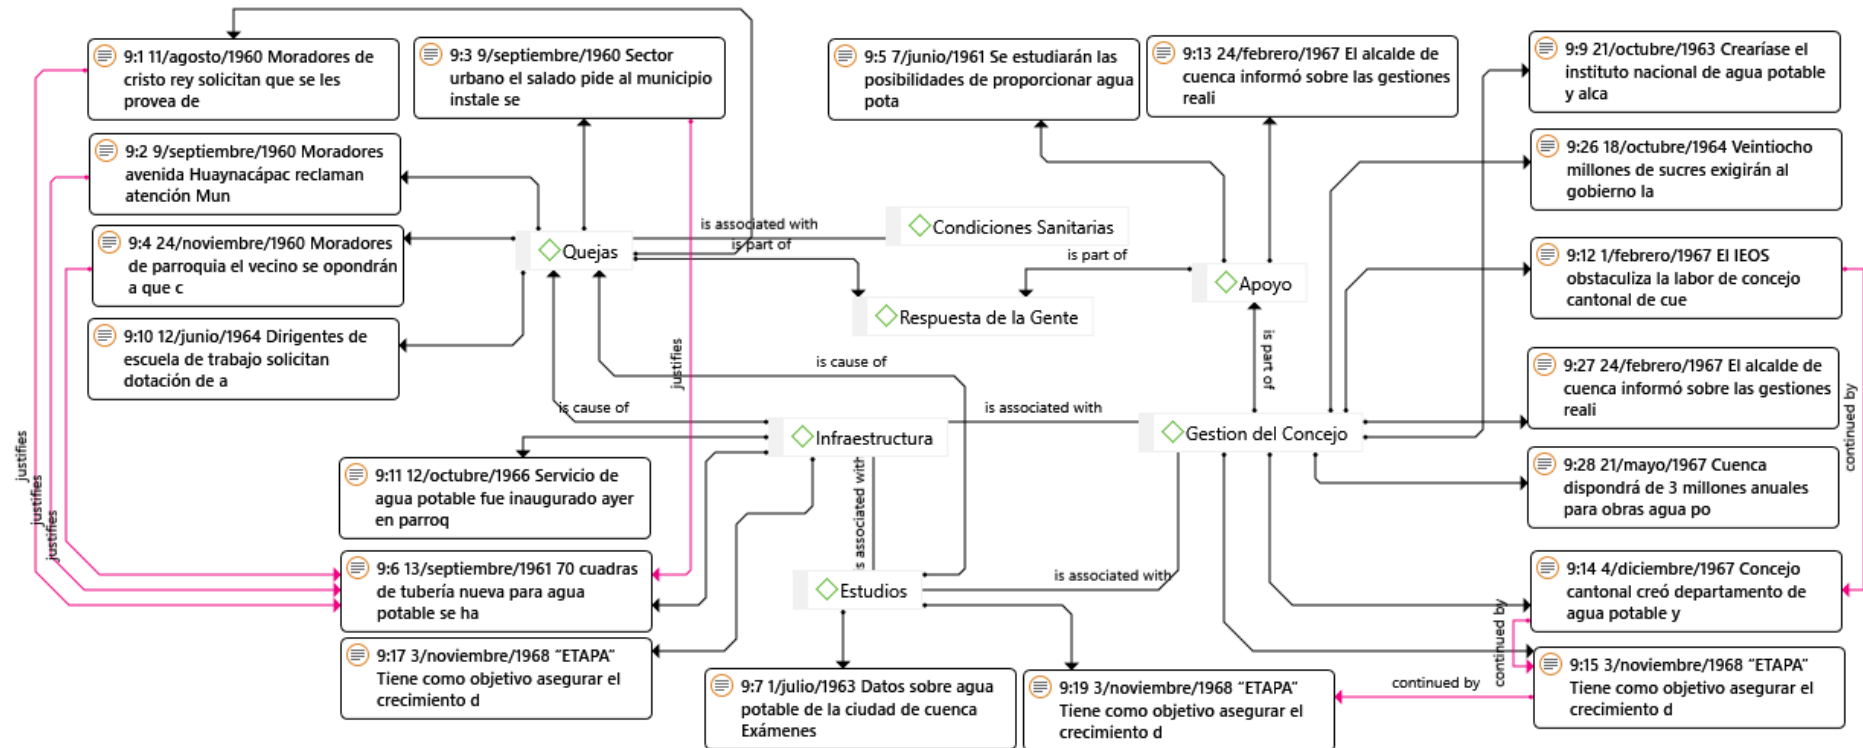 9:1 11/agosto/1960 Moradores de
cristo rey solicitan que se les
provea de
9:3 9/septiembre/1960 Sector
urbano el salado pide al municipio
instale se
9:5 7/junio/1961 Se estudiarán las
posibilidades de proporcionar agua
pota
9:13 24/febrero/1967 El alcalde de
cuenca informó sobre las gestiones
reali
9:9 21/octubre/1963 Crearíase el
instituto nacional de agua potable
y alca
9:2 9/septiembre/1960 Moradores
avenida Huaynacápac reclaman
atención Mun
9:26 18/octubre/1964 Veintiocho
millones de sucres exigirán al
gobierno la
9:4 24/noviembre/1960 Moradores
de parroquia el vecino se opondrán
a que c
is associated with
is part of
Quejas
Condiciones Sanitarias
is part of
Apoyo
Respuesta de la Gente
9:12 1/febrero/1967 El IEOS
obstaculiza la labor de concejo
cantonal de cue
9:10 12/junio/1964 Dirigentes de
escuela de trabajo solicitan
dotación de a
justifies
is cause of
is part of
9:27 24/febrero/1967 El alcalde de
cuenca informó sobre las gestiones
reali
is cause of
is associated with
Infraestructura
Gestion del Concejo
continued by
justifies
justifies
justifies
9:11 12/octubre/1966 Servicio de
agua potable fue inaugurado ayer
en parroq
is associated with
9:28 21/mayo/1967 Cuenca
dispondrá de 3 millones anuales
para obras agua po
9:6 13/septiembre/1961 70 cuadras
de tubería nueva para agua
potable se ha
Estudios
is associated with
9:14 4/diciembre/1967 Concejo
cantonal creó departamento de
agua potable y
continued by
9:17 3/noviembre/1968 “ETAPA”
Tiene como objetivo asegurar el
crecimiento d
9:7 1/julio/1963 Datos sobre agua
potable de la ciudad de cuenca
Exámenes
9:19 3/noviembre/1968 “ETAPA”
Tiene como objetivo asegurar el
crecimiento d
continued by
9:15 3/noviembre/1968 “ETAPA”
Tiene como objetivo asegurar el
crecimiento d